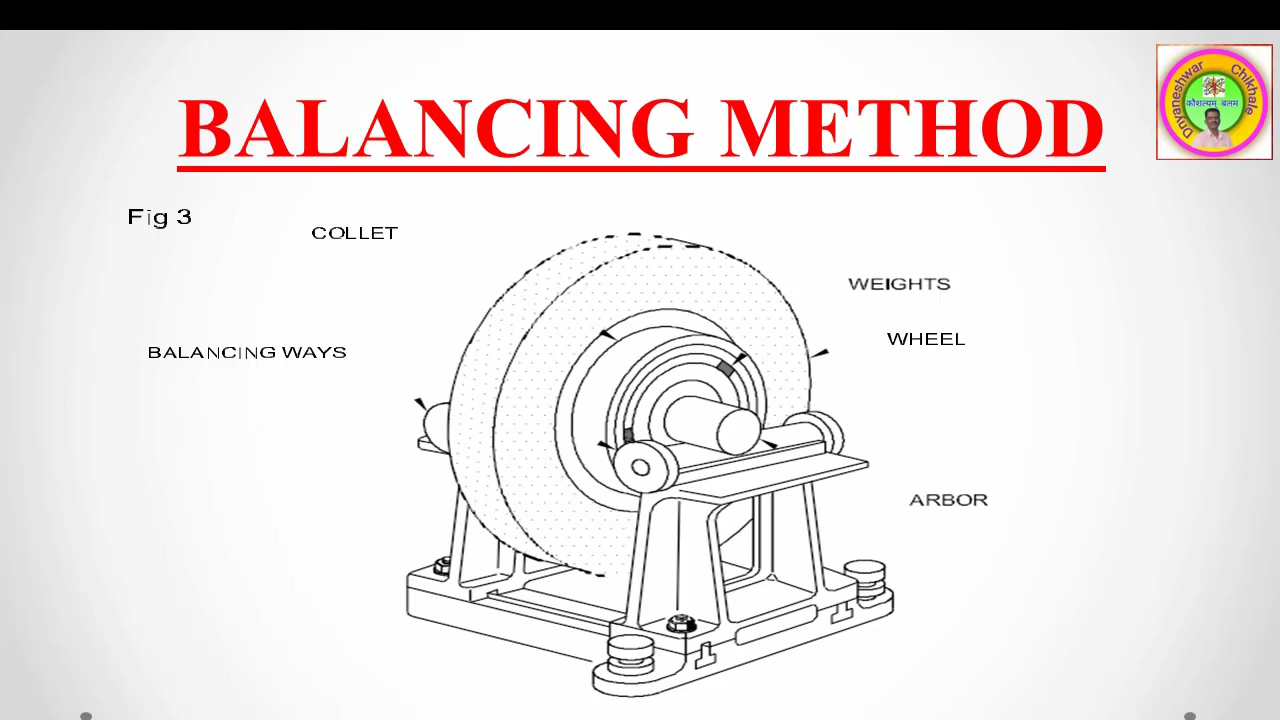 BALANCING METHOD
Dnyaneshwar Chikhale
कौशल्यम बलम
Fig 3
COLLET
WEIGHTS
WHEEL
BALANCING WAYS
ARBOR